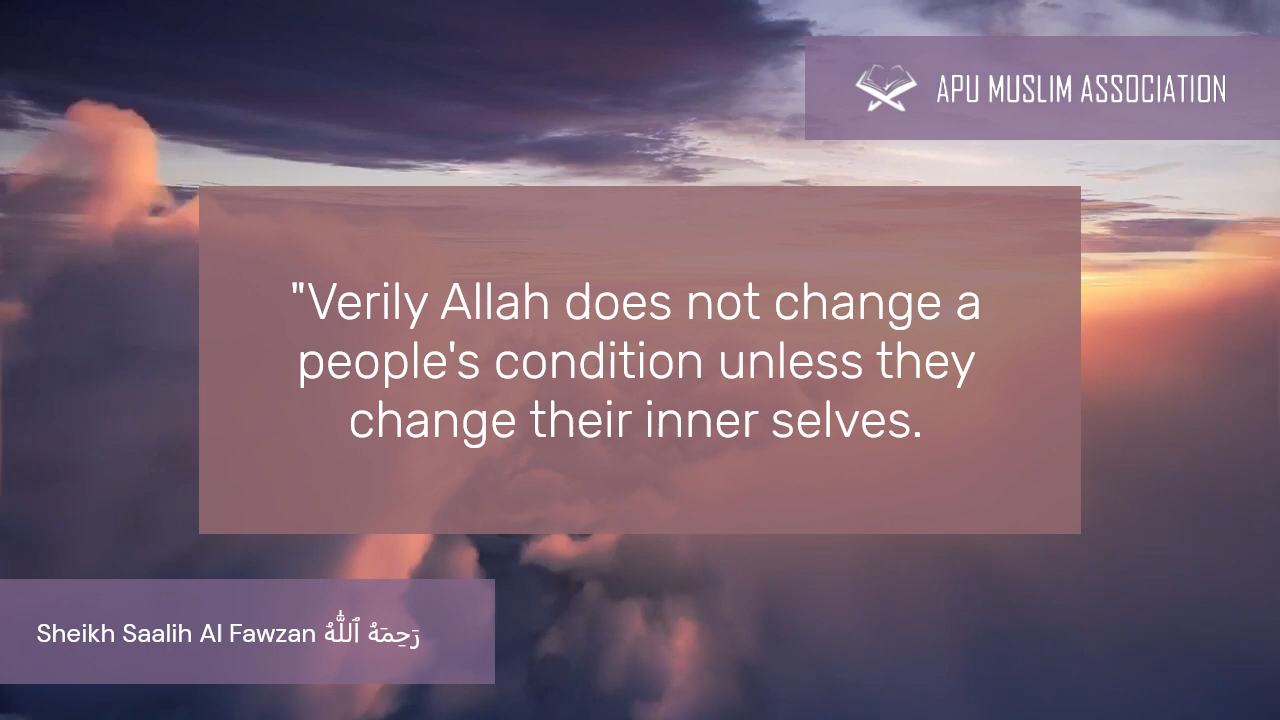 APU MUSLIM ASSOCIATION
"Verily Allah does not change a
people's condition unless they
change their inner selves.
Sheikh Saalih Al Fawzan رَحِمَهُ ٱللَّٰهُ